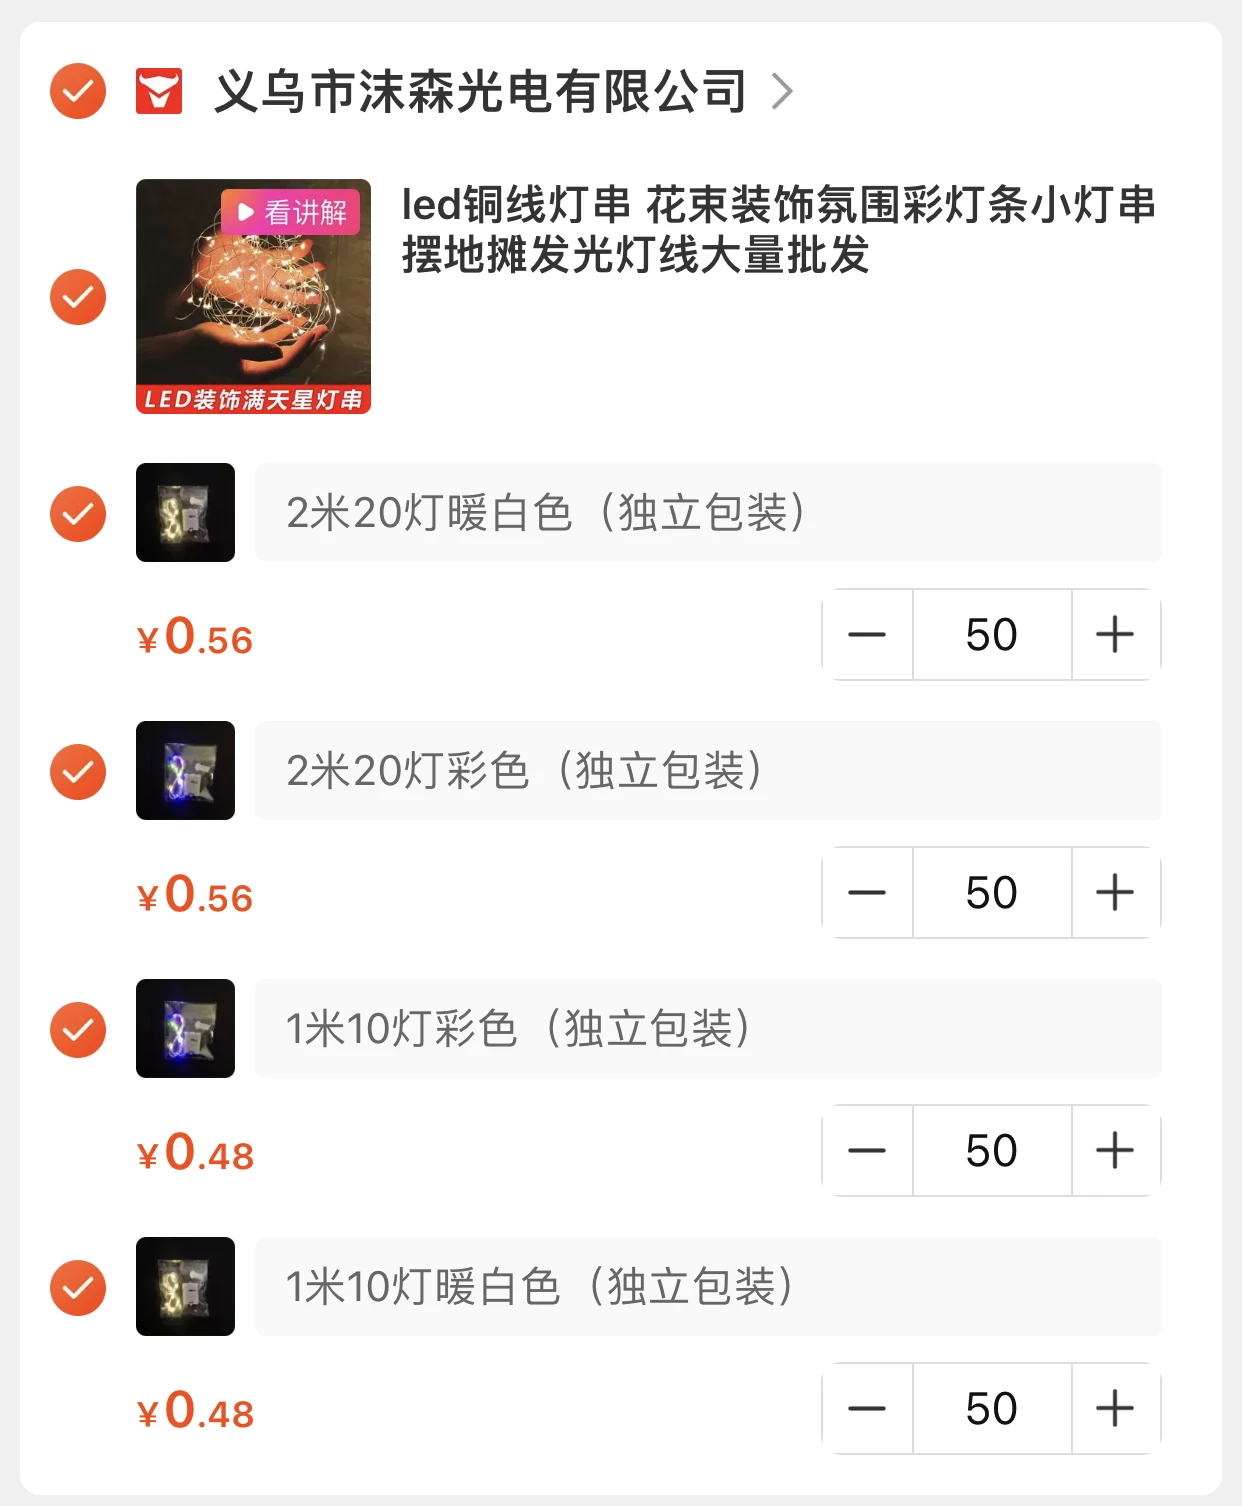 义乌市沫森光电有限公司
看讲解
LED装饰满天星灯串
led铜线灯串 花束装饰氛围彩灯条小灯串
摆地摊发光灯线大量批发
2米20灯暖白色（独立包装）
¥0.56
50
2米20灯彩色（独立包装）
¥0.56
50
1米10灯彩色（独立包装）
¥0.48
50
1米10灯暖白色（独立包装）
¥0.48
50